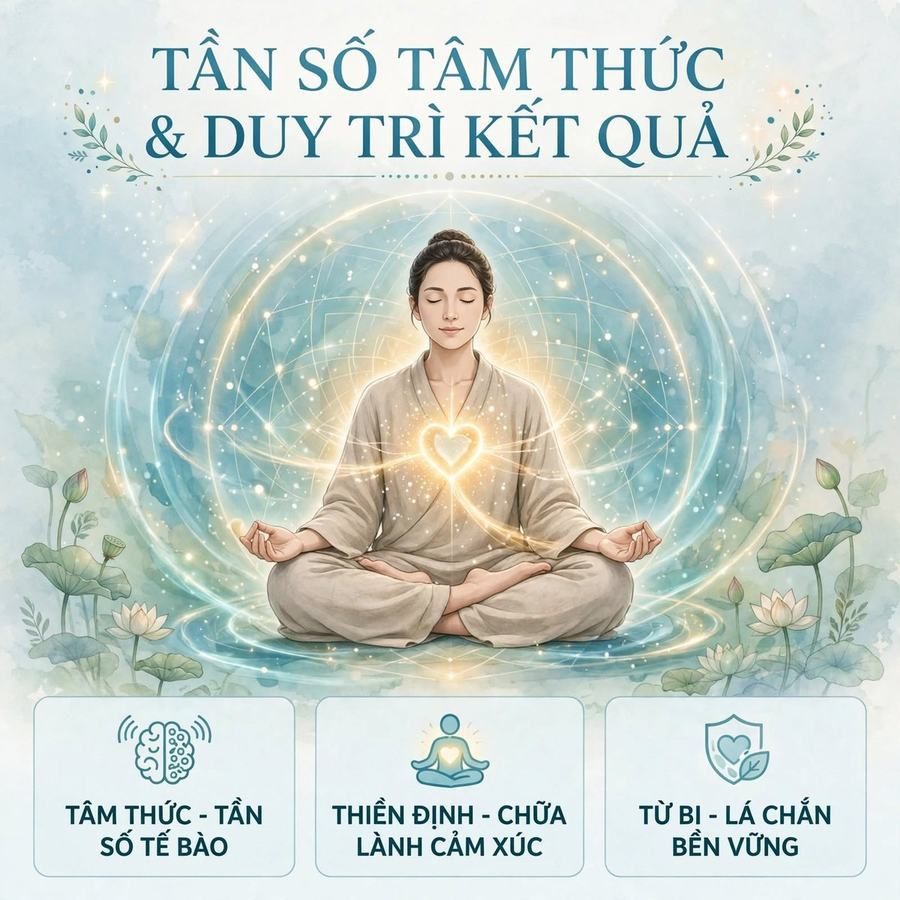 TẦN SỐ TÂM THỨC
& DUY TRÌ KẾT QUẢ
TÂM THỨC - TẦN
SỐ TẾ BÀO
THIỀN ĐỊNH - CHỮA
LÀNH CẢM XÚC
TỪ BI - LÁ CHẮN
BỀN VỮNG